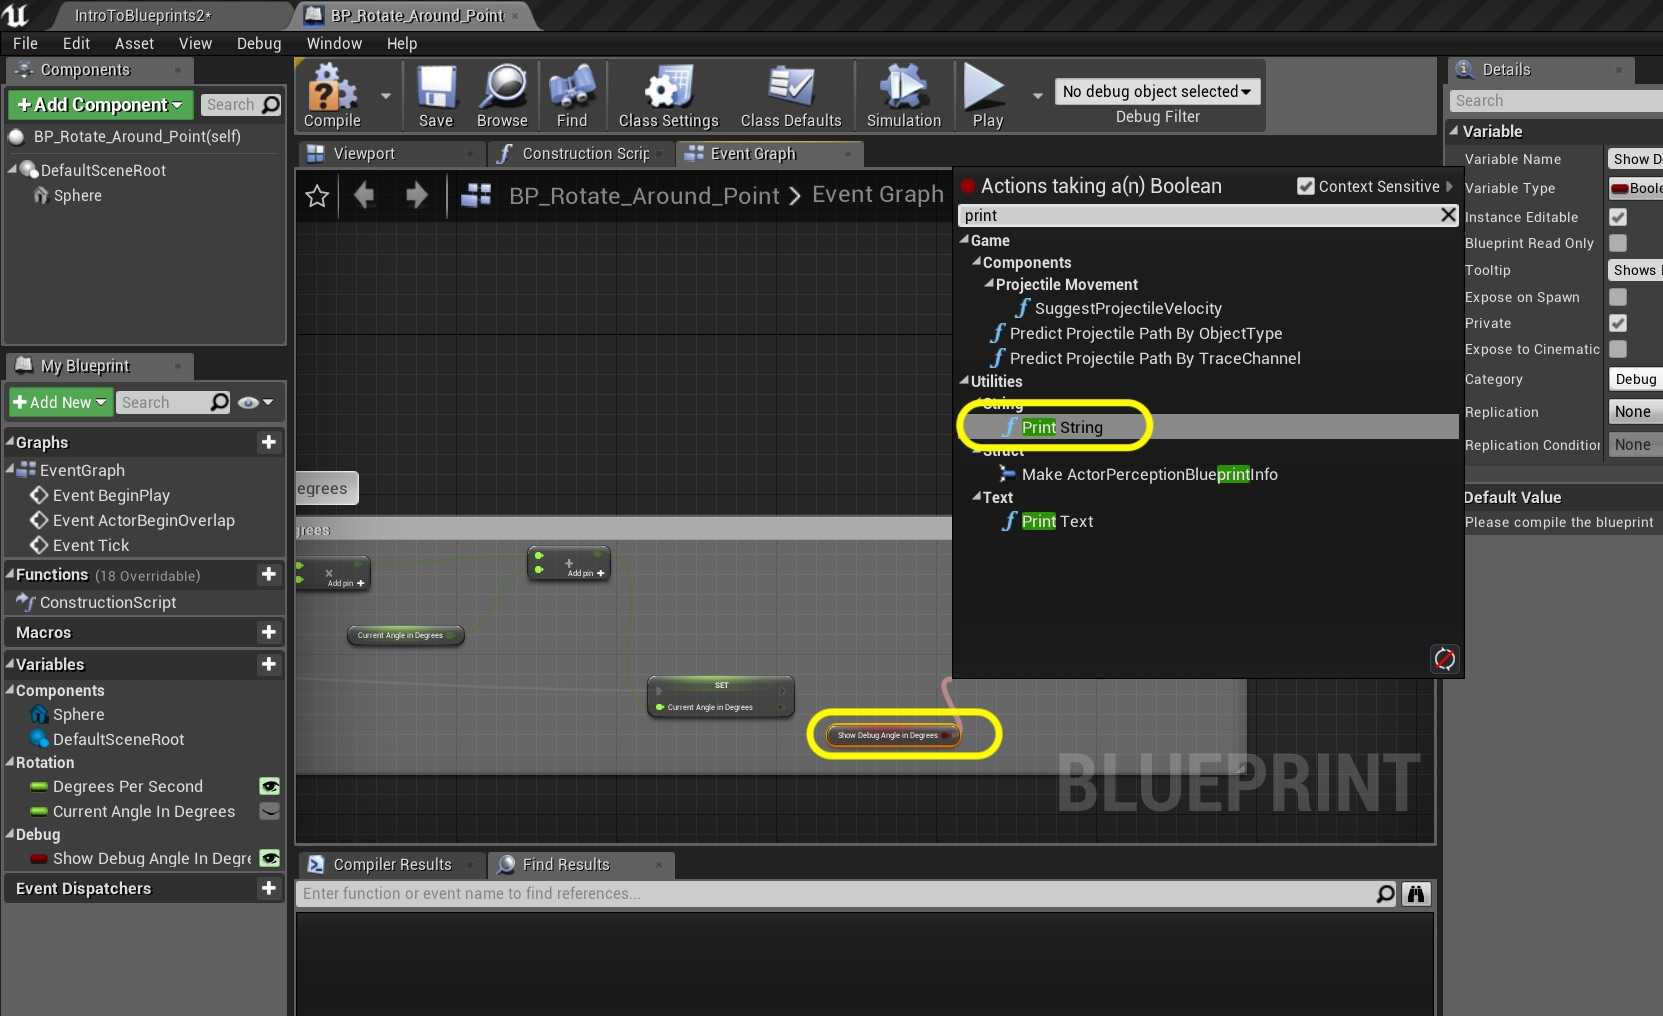 IntroToBlueprints2*
BP_Rotate_Around_Point
File Edit Asset View Debug Window Help
Components
+Add Component
Search
BP_Rotate_Around_Point(self)
DefaultSceneRoot
Sphere
My Blueprint
+Add New
Search
Graphs
EventGraph
Event BeginPlay
Event ActorBeginOverlap
Event Tick
Functions (18 Overridable)
ConstructionScript
Macros
Variables
Components
Sphere
DefaultSceneRoot
Rotation
Degrees Per Second
Current Angle In Degrees
Debug
Show Debug Angle In Degre
Event Dispatchers
Compile
Save
Browse
Find
Class Settings
Class Defaults
Simulation
Play
No debug object selected
Debug Filter
Viewport
Construction Scrip
Event Graph
BP_Rotate_Around_Point > Event Graph
egrees
grees
x
Add pin +
+
Add pin +
Current Angle in Degrees
SET
Current Angle in Degrees
Show Debug Angle in Degrees
BLUEPRINT
Actions taking a(n) Boolean
Context Sensitive
print
Game
Components
Projectile Movement
SuggestProjectileVelocity
Predict Projectile Path By ObjectType
Predict Projectile Path By TraceChannel
Utilities
String
Print String
Struct
Make ActorPerceptionBlueprintInfo
Text
Print Text
Compiler Results
Find Results
Enter function or event name to find references...
Details
Search
Variable
Variable Name Show D
Variable Type Boole
Instance Editable
Blueprint Read Only
Tooltip Shows
Expose on Spawn
Private
Expose to Cinematic
Category Debug
Replication None
Replication Condition None
Default Value
Please compile the blueprint